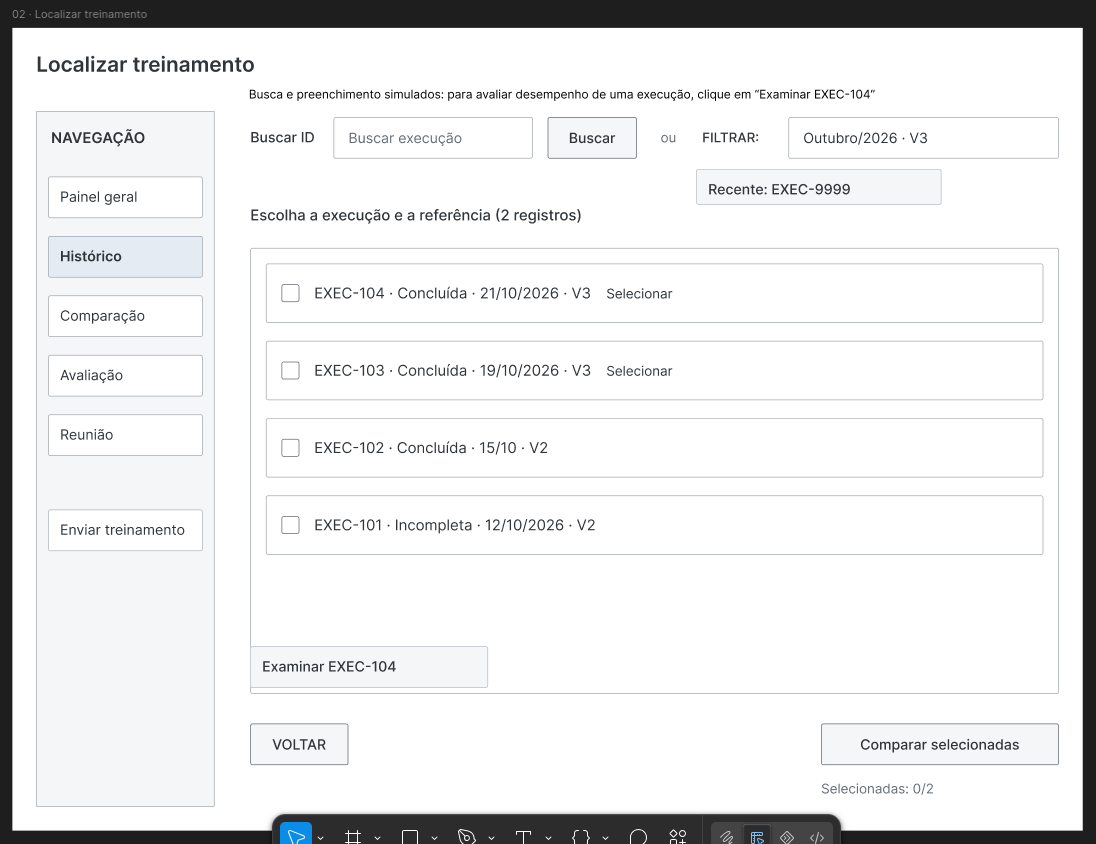 02 · Localizar treinamento
Localizar treinamento
Busca e preenchimento simulados: para avaliar desempenho de uma execução, clique em “Examinar EXEC-104”
NAVEGAÇÃO
Painel geral
Histórico
Comparação
Avaliação
Reunião
Enviar treinamento
Buscar ID
Buscar execução
Buscar
ou
FILTRAR:
Outubro/2026 · V3
Recente: EXEC-9999
Escolha a execução e a referência (2 registros)
EXEC-104 · Concluída · 21/10/2026 · V3 Selecionar
EXEC-103 · Concluída · 19/10/2026 · V3 Selecionar
EXEC-102 · Concluída · 15/10 · V2
EXEC-101 · Incompleta · 12/10/2026 · V2
Examinar EXEC-104
VOLTAR
Comparar selecionadas
Selecionadas: 0/2